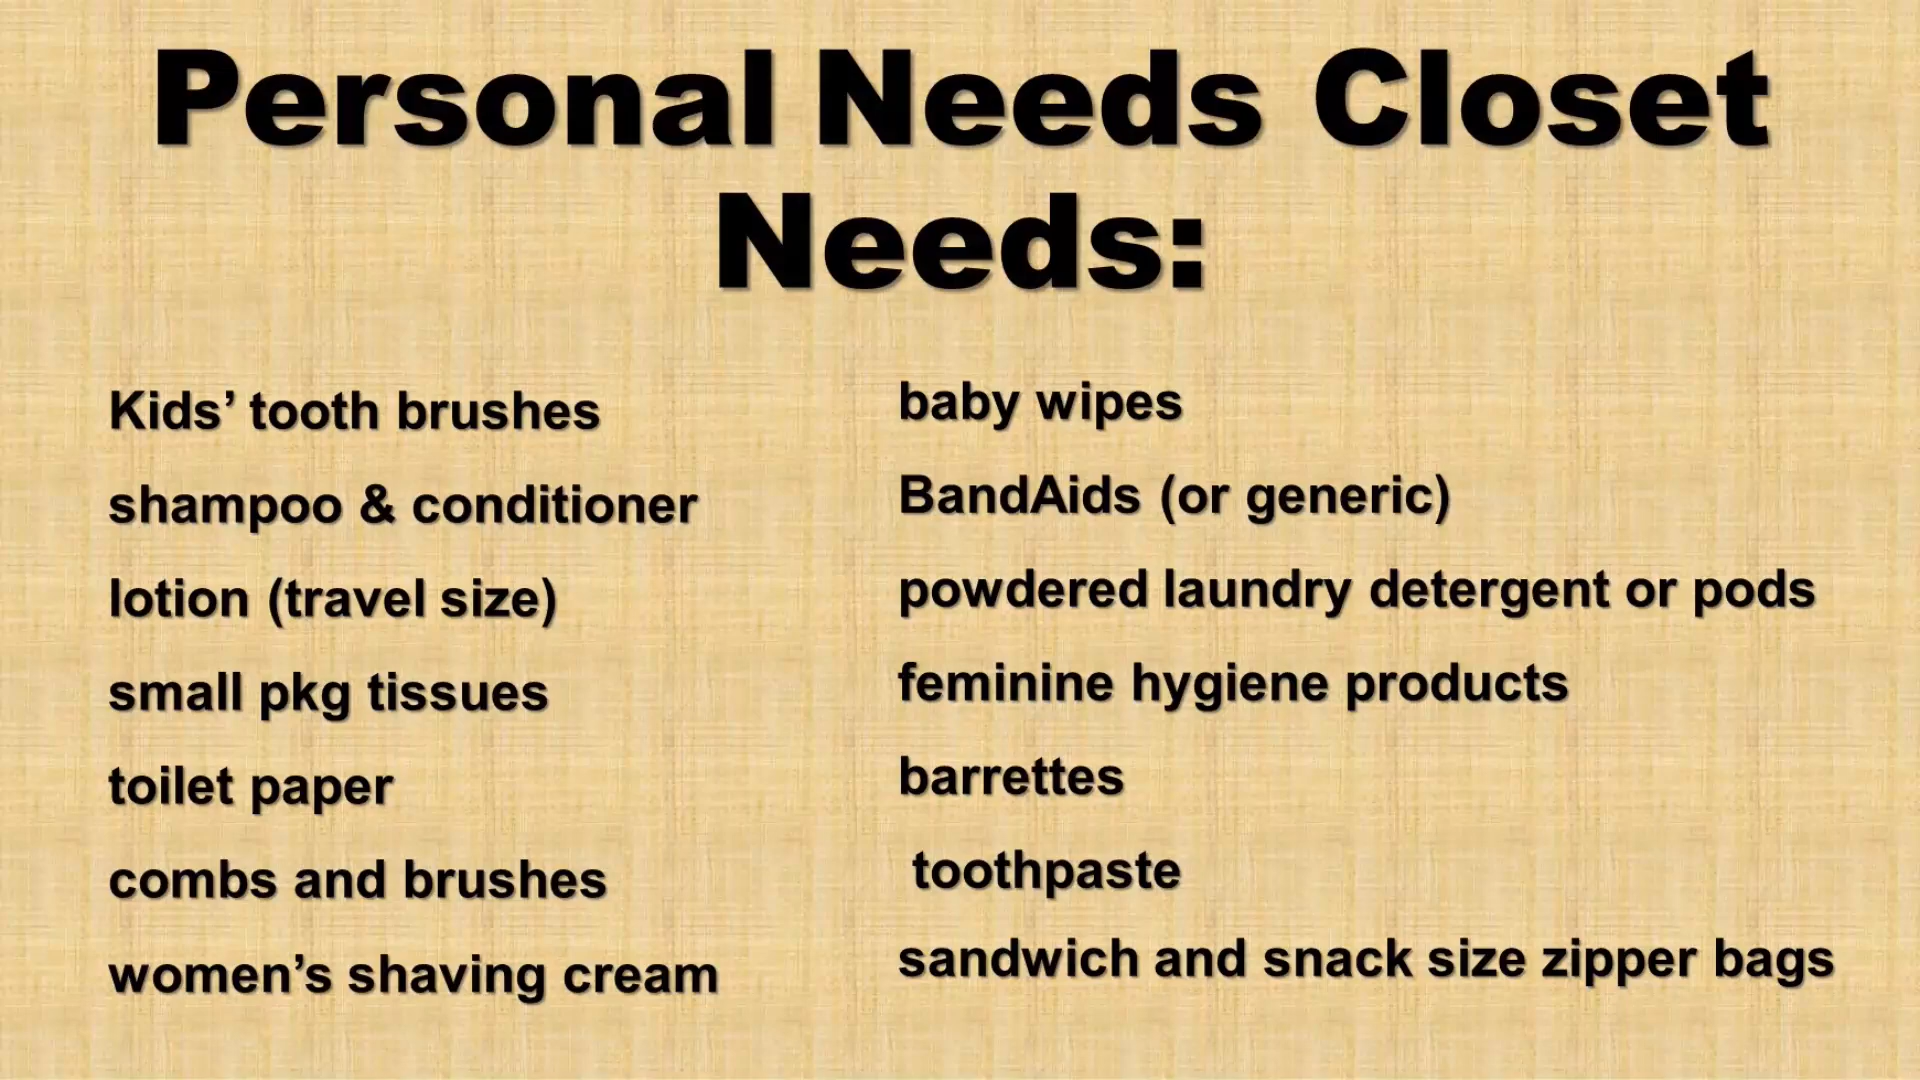 Personal Needs Closet
Needs:
Kids’ tooth brushes
shampoo & conditioner
lotion (travel size)
small pkg tissues
toilet paper
combs and brushes
women’s shaving cream
baby wipes
BandAids (or generic)
powdered laundry detergent or pods
feminine hygiene products
barrettes
toothpaste
sandwich and snack size zipper bags